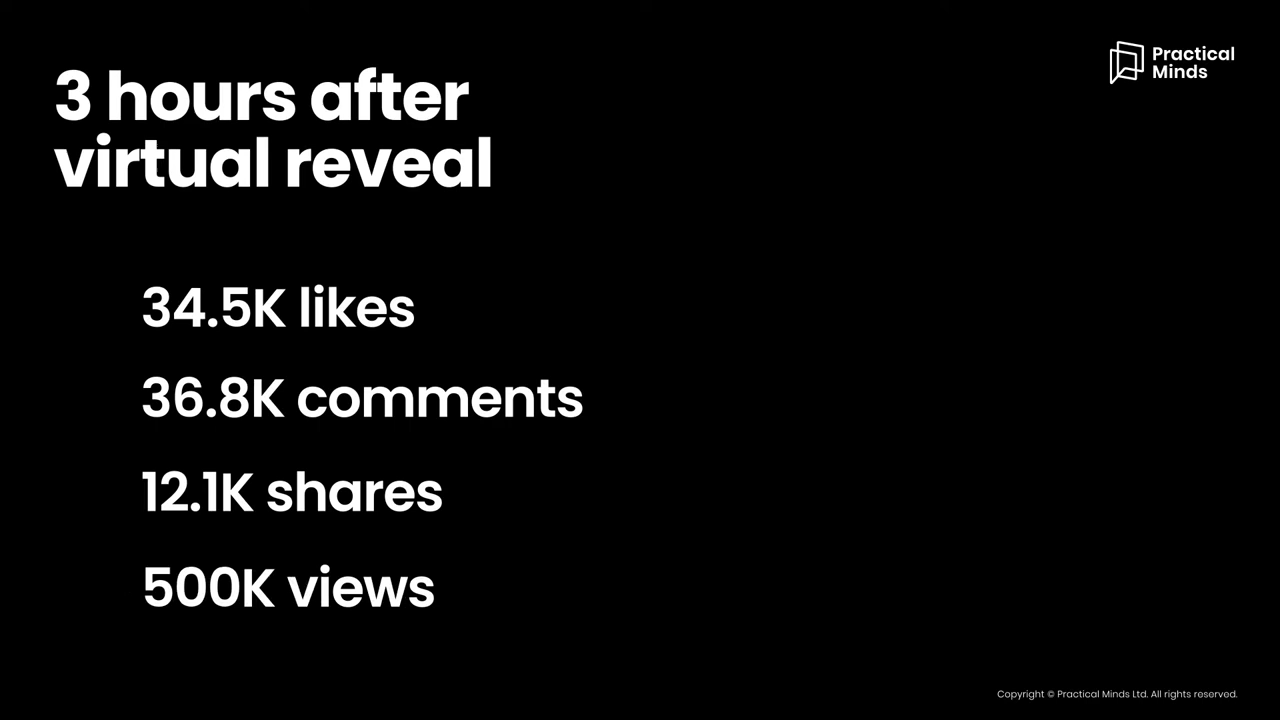 3 hours after
virtual reveal
Practical
Minds
34.5K likes
36.8K comments
12.1K shares
500K views
Copyright © Practical Minds Ltd. All rights reserved.